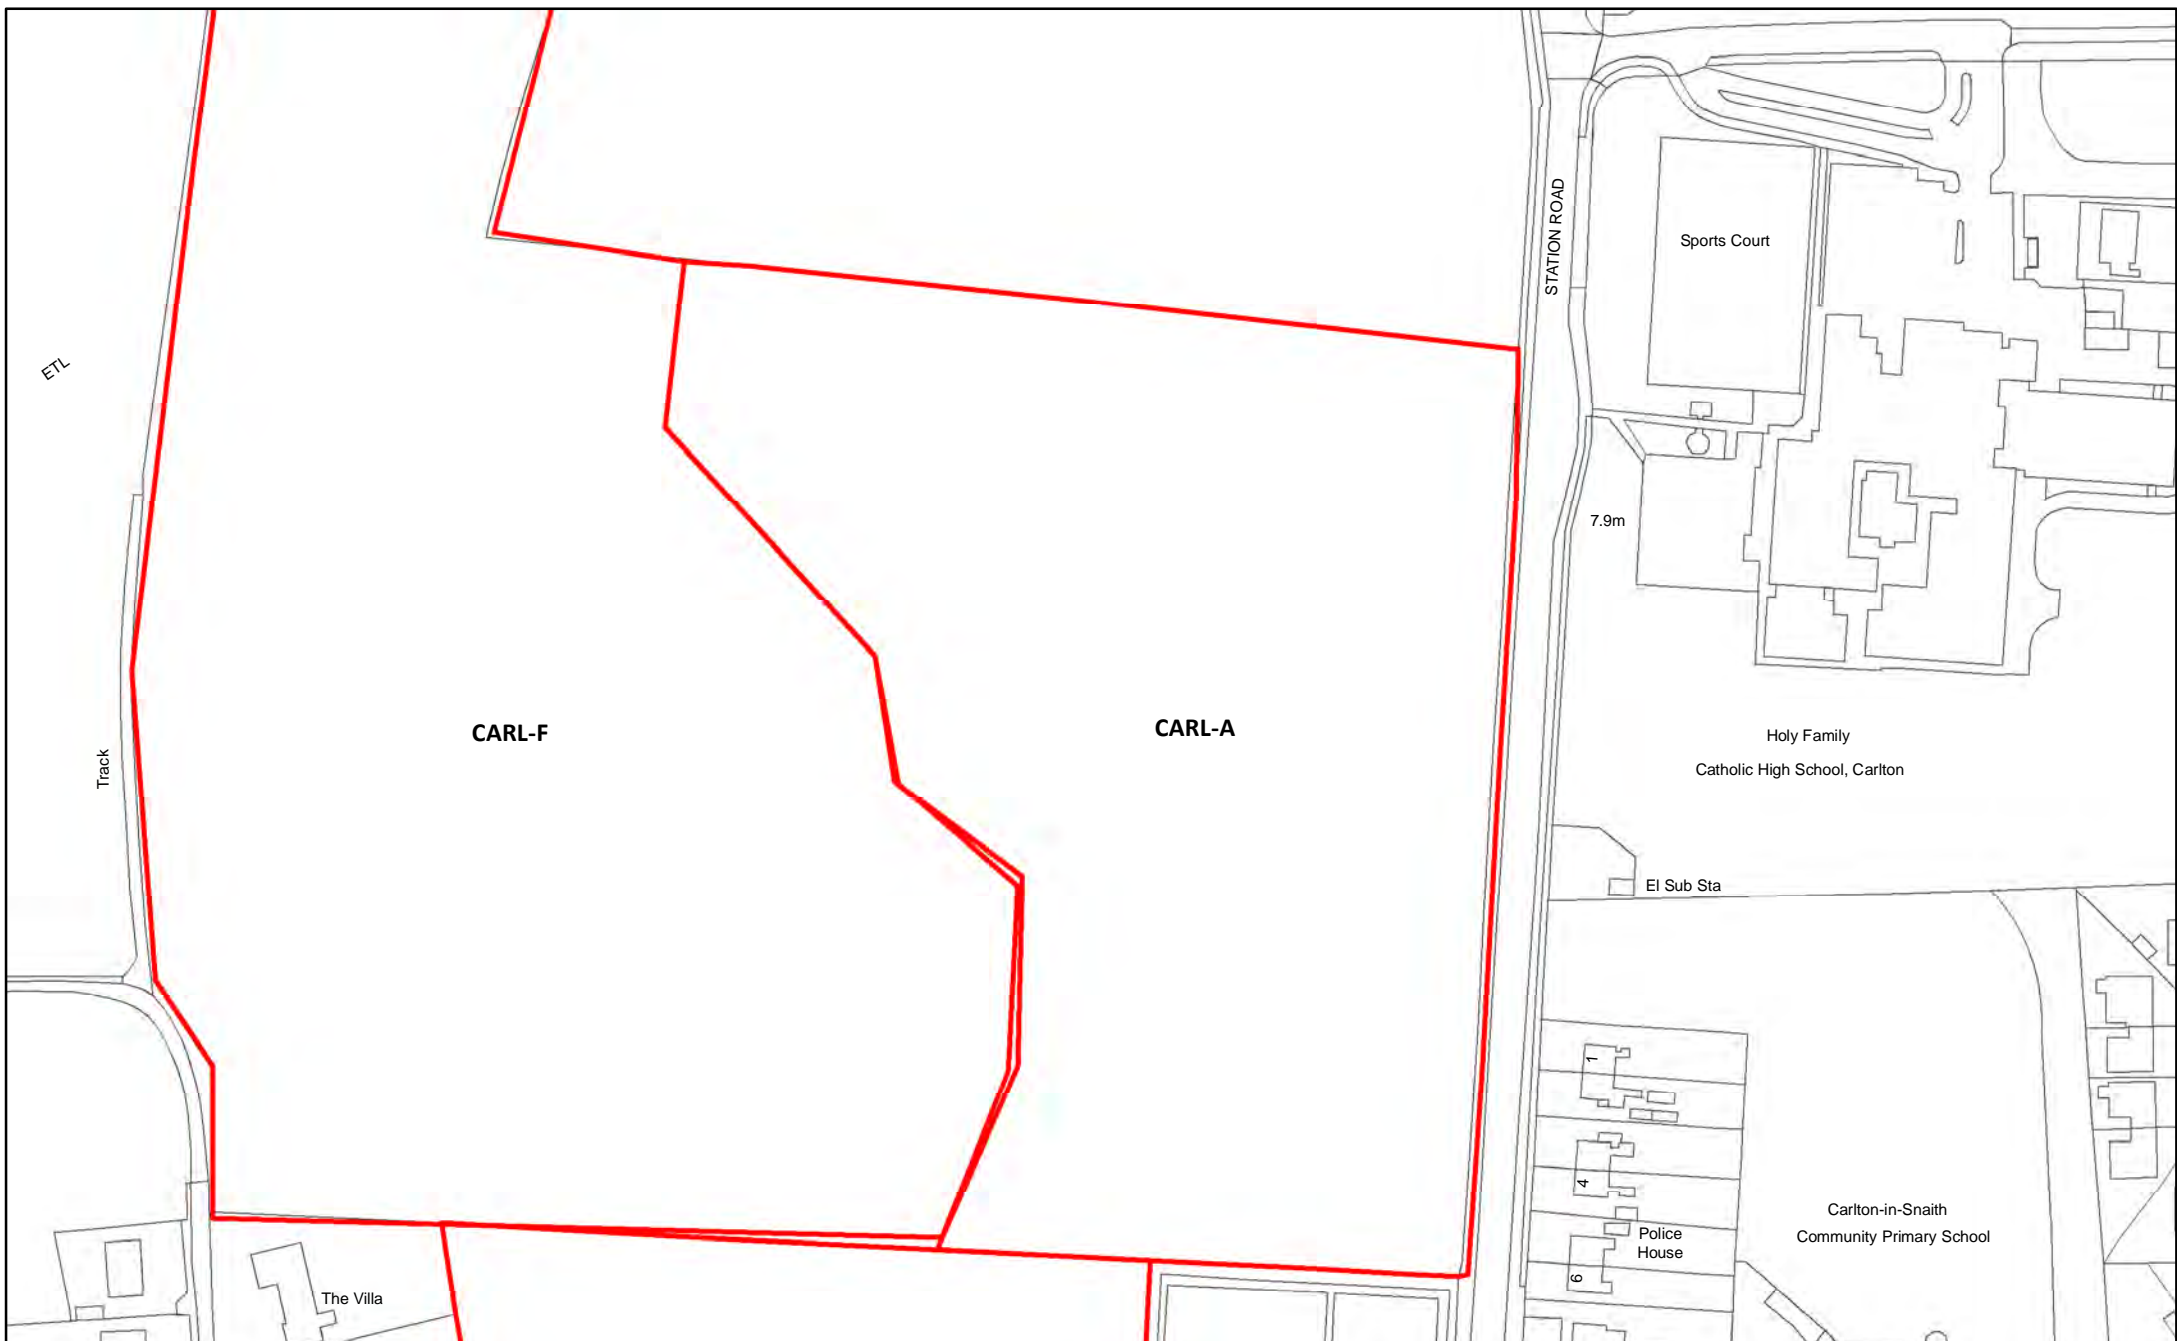 STATION ROAD
Sports Court
ETL
7.9m
CARL-F
CARL-A
Track
Holy Family
Catholic High School, Carlton
El Sub Sta
1
4
6
Police
House
Carlton-in-Snaith
Community Primary School
The Villa